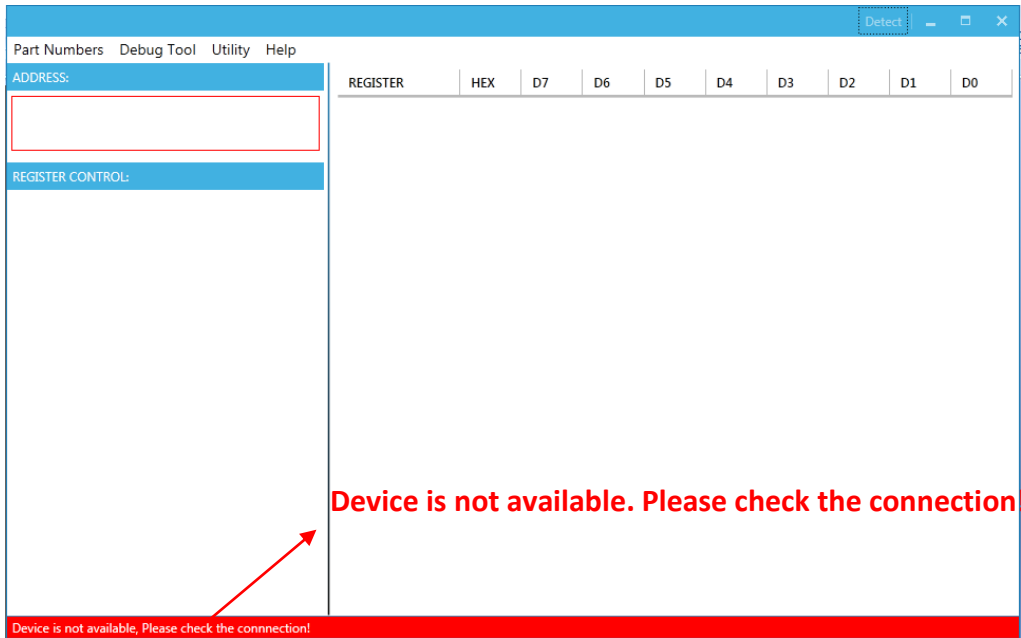 Detect
Part Numbers Debug Tool Utility Help
ADDRESS:
REGISTER HEX D7 D6 D5 D4 D3 D2 D1 D0
REGISTER CONTROL:
Device is not available. Please check the connection!
Device is not available, Please check the connnection!